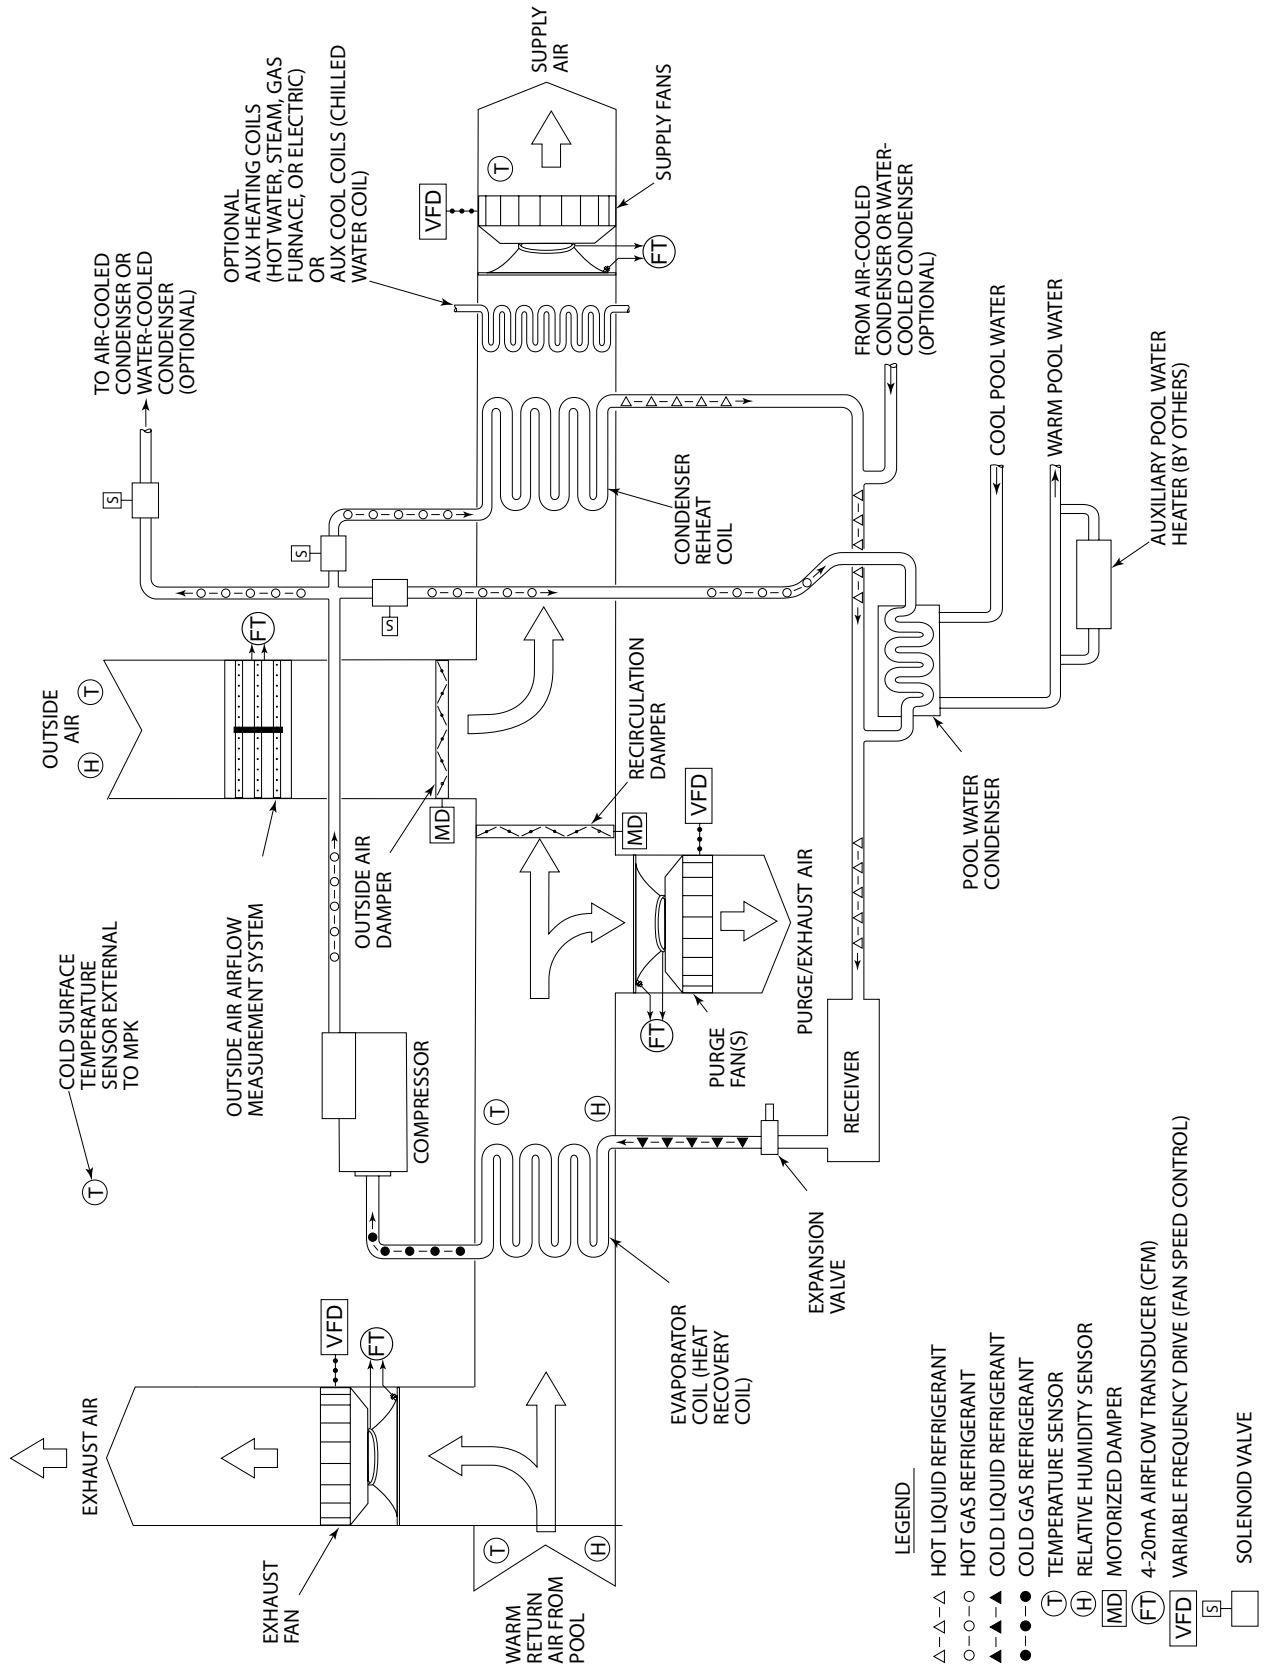 EXHAUST AIR
EXHAUST
FAN
VFD
FT
WARM
RETURN
AIR FROM
POOL
T
H
COLD SURFACE
TEMPERATURE
SENSOR EXTERNAL
TO MPK
T
COMPRESSOR
EVAPORATOR
COIL (HEAT
RECOVERY
COIL)
T
H
EXPANSION
VALVE
RECEIVER
OUTSIDE AIR AIRFLOW
MEASUREMENT SYSTEM
OUTSIDE
AIR
H
T
FT
OUTSIDE AIR
DAMPER
MD
RECIRCULATION
DAMPER
MD
VFD
FT
PURGE
FAN(S)
PURGE/EXHAUST AIR
TO AIR-COOLED
CONDENSER OR
WATER-COOLED
CONDENSER
(OPTIONAL)
S
S
S
CONDENSER
REHEAT
COIL
OPTIONAL
AUX HEATING COILS
(HOT WATER, STEAM, GAS
FURNACE, OR ELECTRIC)
OR
AUX COOL COILS (CHILLED
WATER COIL)
VFD
T
FT
SUPPLY
AIR
SUPPLY FANS
FROM AIR-COOLED
CONDENSER OR WATER-
COOLED CONDENSER
(OPTIONAL)
COOL POOL WATER
WARM POOL WATER
AUXILIARY POOL WATER
HEATER (BY OTHERS)
POOL WATER
CONDENSER
LEGEND
HOT LIQUID REFRIGERANT
HOT GAS REFRIGERANT
COLD LIQUID REFRIGERANT
COLD GAS REFRIGERANT
T TEMPERATURE SENSOR
H RELATIVE HUMIDITY SENSOR
MD MOTORIZED DAMPER
FT 4-20mA AIRFLOW TRANSDUCER (CFM)
VFD VARIABLE FREQUENCY DRIVE (FAN SPEED CONTROL)
S SOLENOID VALVE